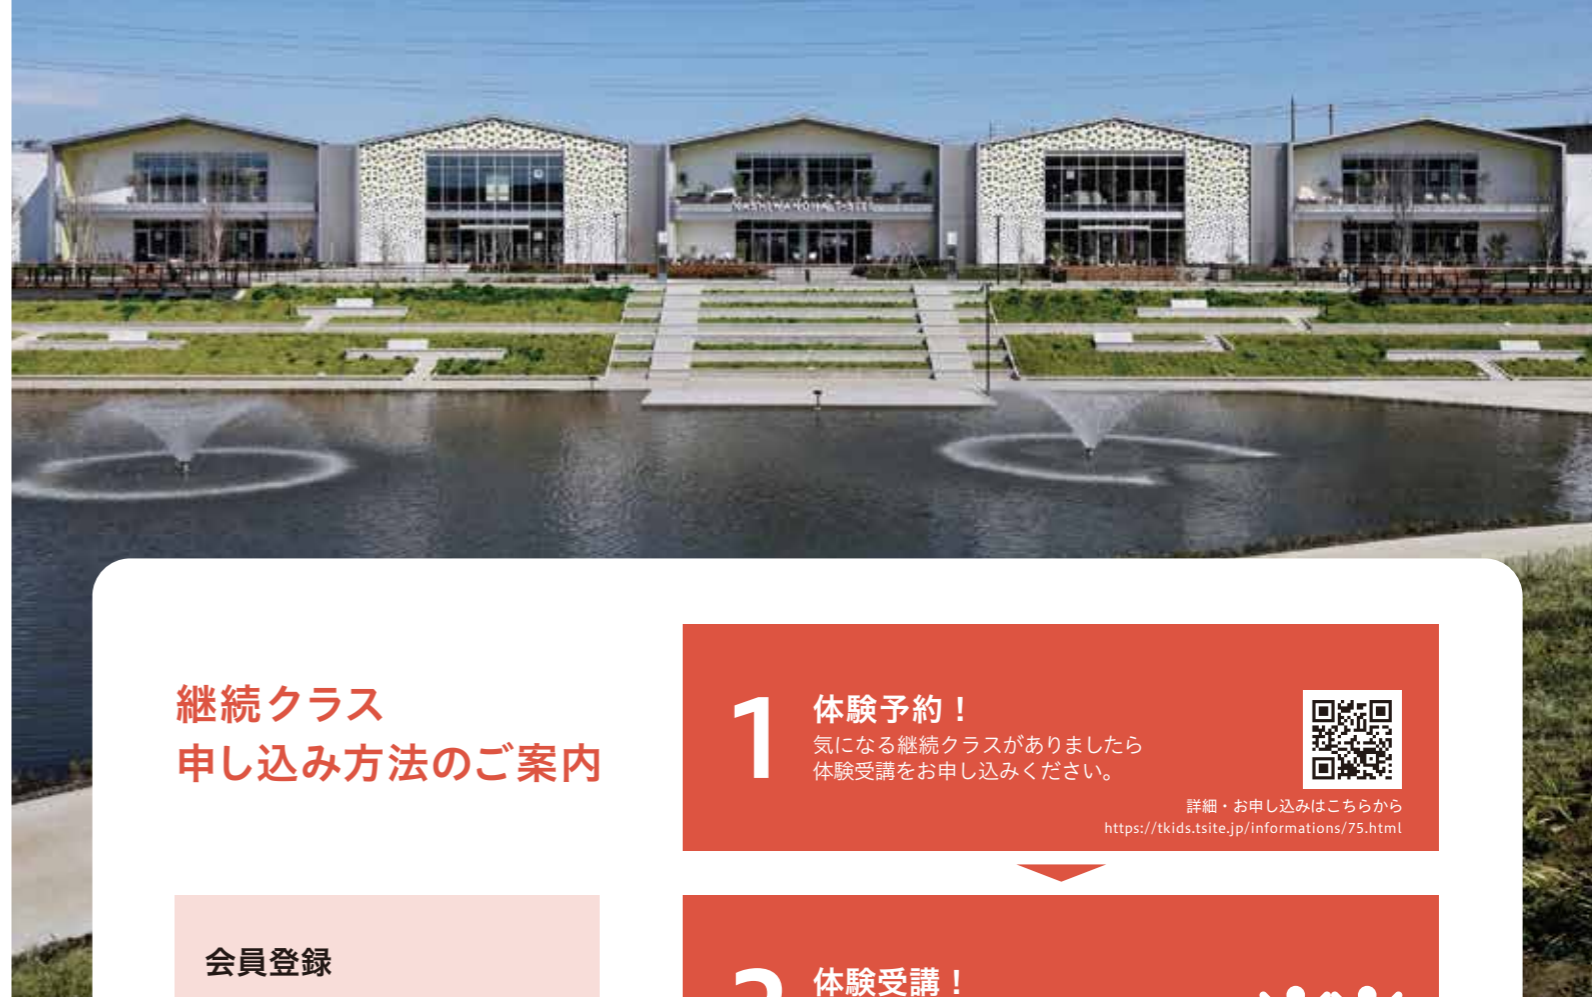 継続クラス
申し込み方法のご案内
1
体験予約！
気になる継続クラスがありましたら
体験受講をお申し込みください。
詳細・お申し込みはこちらから
https://tkids.tsite.jp/informations/75.html
会員登録
2
体験受講！